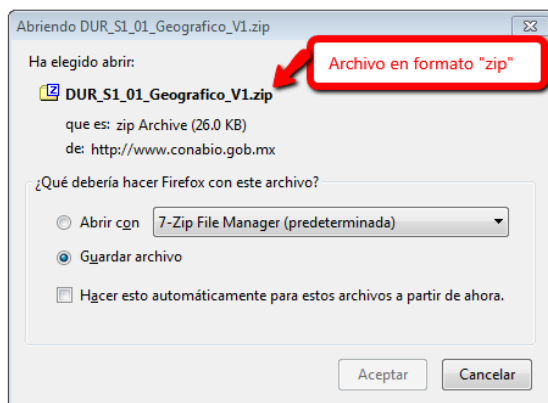 Abriendo DUR_S1_01_Geografico_V1.zip
Ha elegido abrir:
Archivo en formato "zip"
DUR_S1_01_Geografico_V1.zip
que es: zip Archive (26.0 KB)
de: http://www.conabio.gob.mx
¿Qué debería hacer Firefox con este archivo?
Abrir con 7-Zip File Manager (predeterminada)
Guardar archivo
Hacer esto automáticamente para estos archivos a partir de ahora.
Aceptar Cancelar